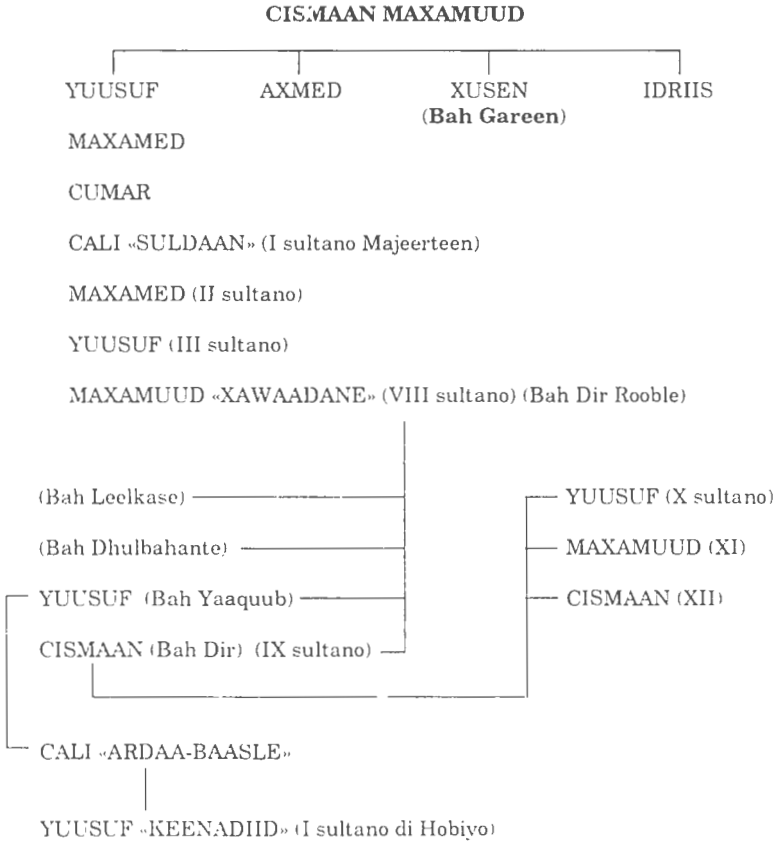 CISMAAN MAXAMUUD
YUUSUF AXMED XUSEN IDRIIS
(Bah Gareen)
MAXAMED
CUMAR
CALI «SULDAAN» (I sultano Majeerteen)
MAXAMED (II sultano)
YUUSUF (III sultano)
MAXAMUUD «XAWAADANE» (VIII sultano) (Bah Dir Rooble)
(Bah Leelkase) YUUSUF (X sultano)
(Bah Dhulbahante) MAXAMUUD (XI)
YUUSUF (Bah Yaaquub) CISMAAN (XII)
CISMAAN (Bah Dir) (IX sultano)
CALI «ARDAA-BAASLE»
YUUSUF «KEENADIID» (I sultano di Hobiyo)